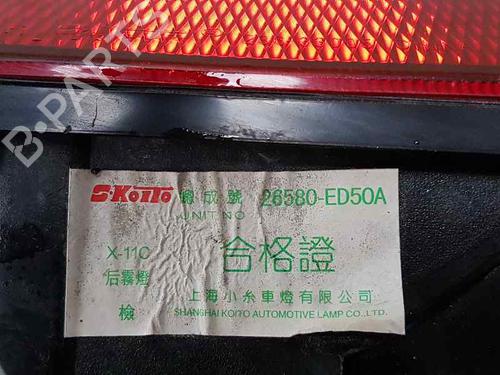 B-PARTS
S-KOITO 總成號 26580-ED50A
UNIT NO
X-11C 合格證
后霧燈
檢 上海小糸車燈有限公司
SHANGHAI KOITO AUTOMOTIVE LAMP CO.,LTD.